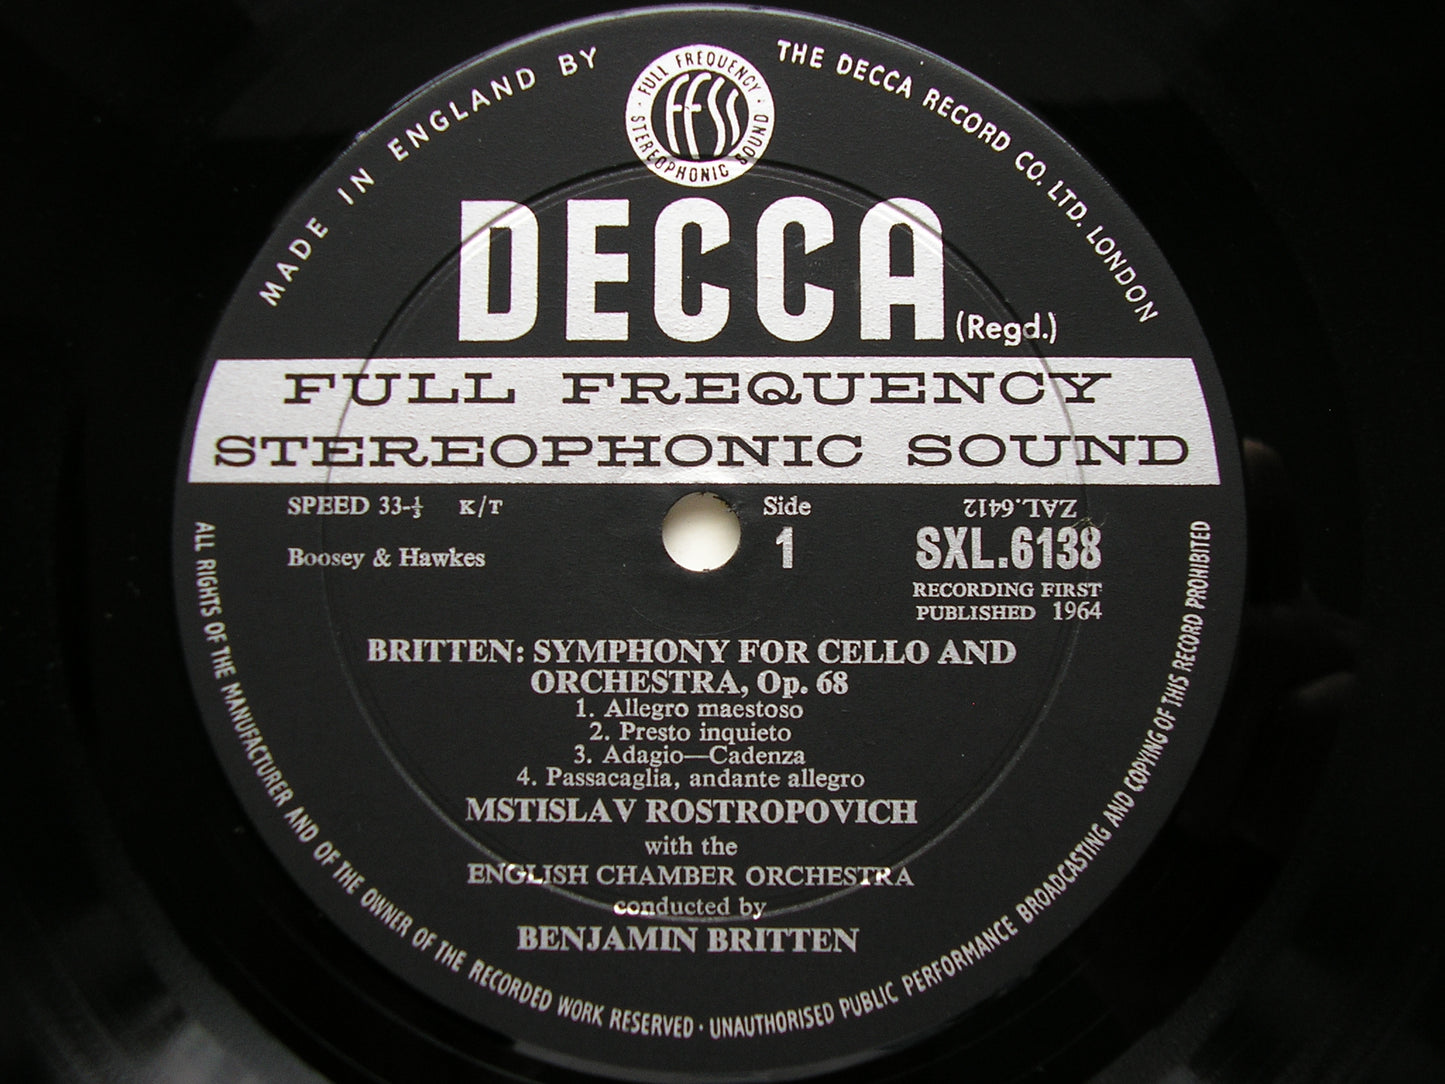 MADE IN ENGLAND BY
THE DECCA RECORD CO. LTD. LONDON
· FULL FREQUENCY ·
STEREOPHONIC SOUND
FFSS
DECCA (Regd.)
FULL FREQUENCY
STEREOPHONIC SOUND
SPEED 33-⅓ K/T
Side
ZAL.6412
Boosey & Hawkes
1
SXL.6138
RECORDING FIRST
PUBLISHED 1964
BRITTEN: SYMPHONY FOR CELLO AND
ORCHESTRA, Op. 68
1. Allegro maestoso
2. Presto inquieto
3. Adagio—Cadenza
4. Passacaglia, andante allegro
MSTISLAV ROSTROPOVICH
with the
ENGLISH CHAMBER ORCHESTRA
conducted by
BENJAMIN BRITTEN
ALL RIGHTS OF THE MANUFACTURER AND OF THE OWNER OF THE RECORDED WORK RESERVED · UNAUTHORISED PUBLIC PERFORMANCE BROADCASTING AND COPYING OF THIS RECORD PROHIBITED